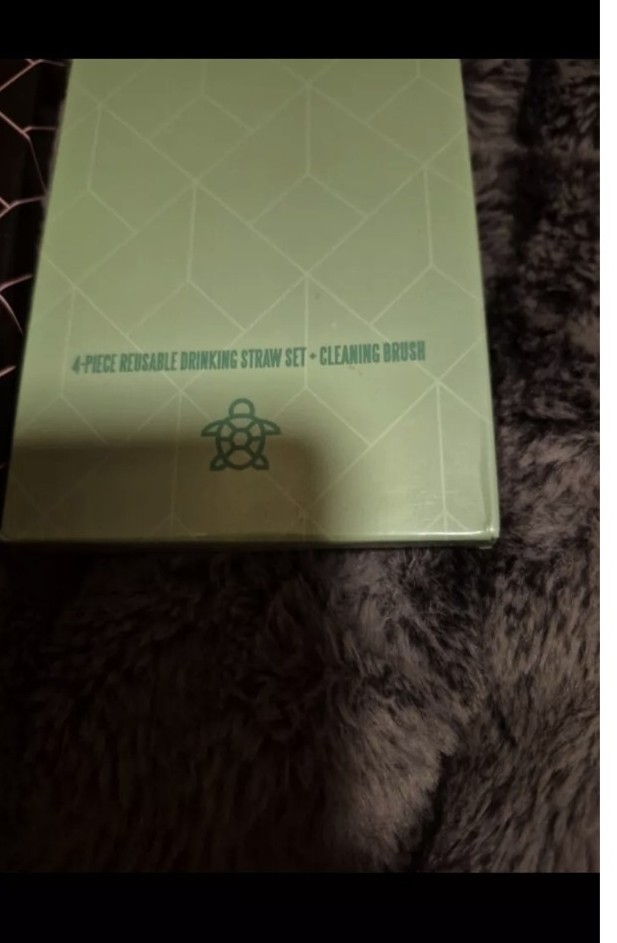 4-PIECE REUSABLE DRINKING STRAW SET + CLEANING BRUSH